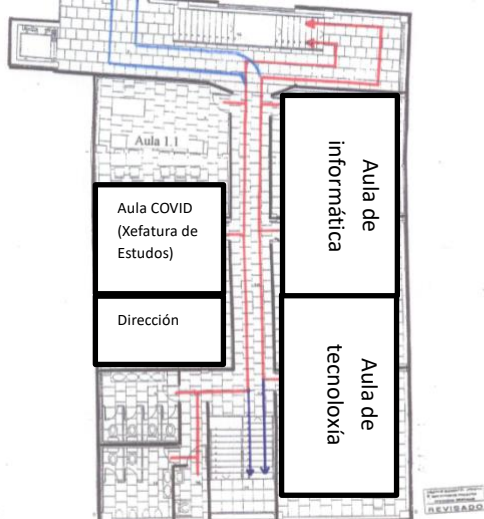 Aula 1.1
Aula de
informática
Aula COVID
(Xefatura de
Estudos)
Dirección
Aula de
tecnoloxía
REVISADO